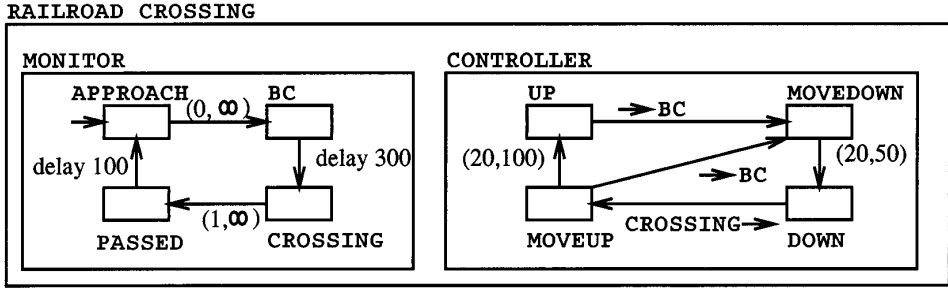 RAILROAD CROSSING
MONITOR
CONTROLLER
APPROACH
(0, ∞)
BC
delay 100
delay 300
(1,∞)
PASSED
CROSSING
UP
→BC
MOVEDOWN
(20,100)
(20,50)
→BC
CROSSING→
MOVEUP
DOWN